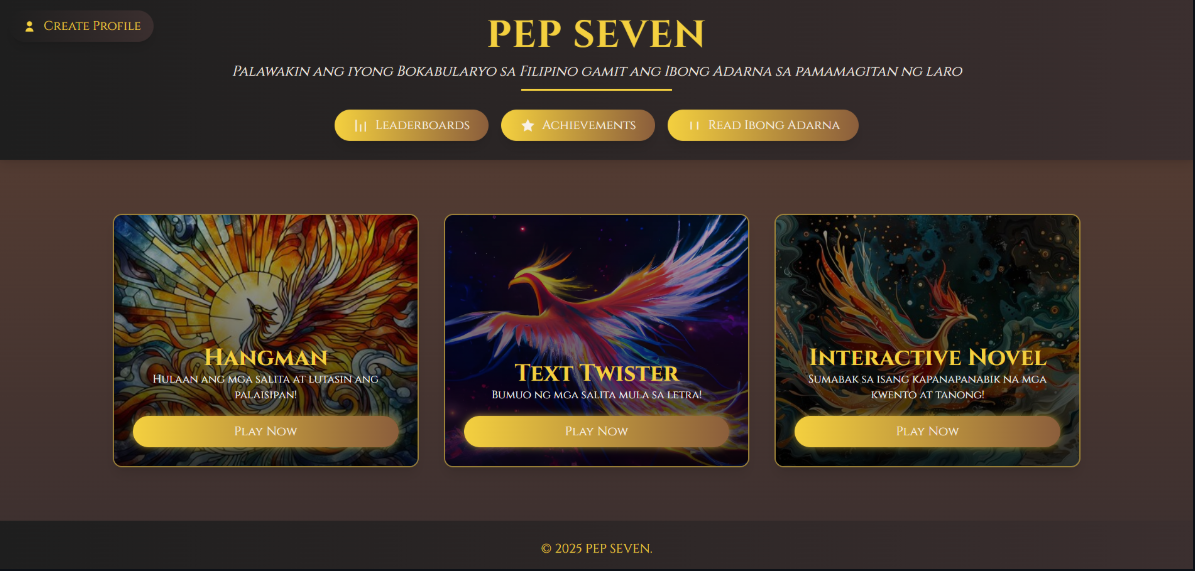 Create Profile
PEP SEVEN
Palawakin ang iyong Bokabularyo sa Filipino gamit ang Ibong Adarna sa pamamagitan ng laro
Leaderboards
Achievements
Read Ibong Adarna
Hangman
Hulaan ang mga salita at lutasin ang
palaisipan!
Play Now
Text Twister
Bumuo ng mga salita mula sa letra!
Play Now
Interactive Novel
Sumabak sa isang kapanapanabik na mga
kwento at tanong!
Play Now
© 2025 PEP SEVEN.